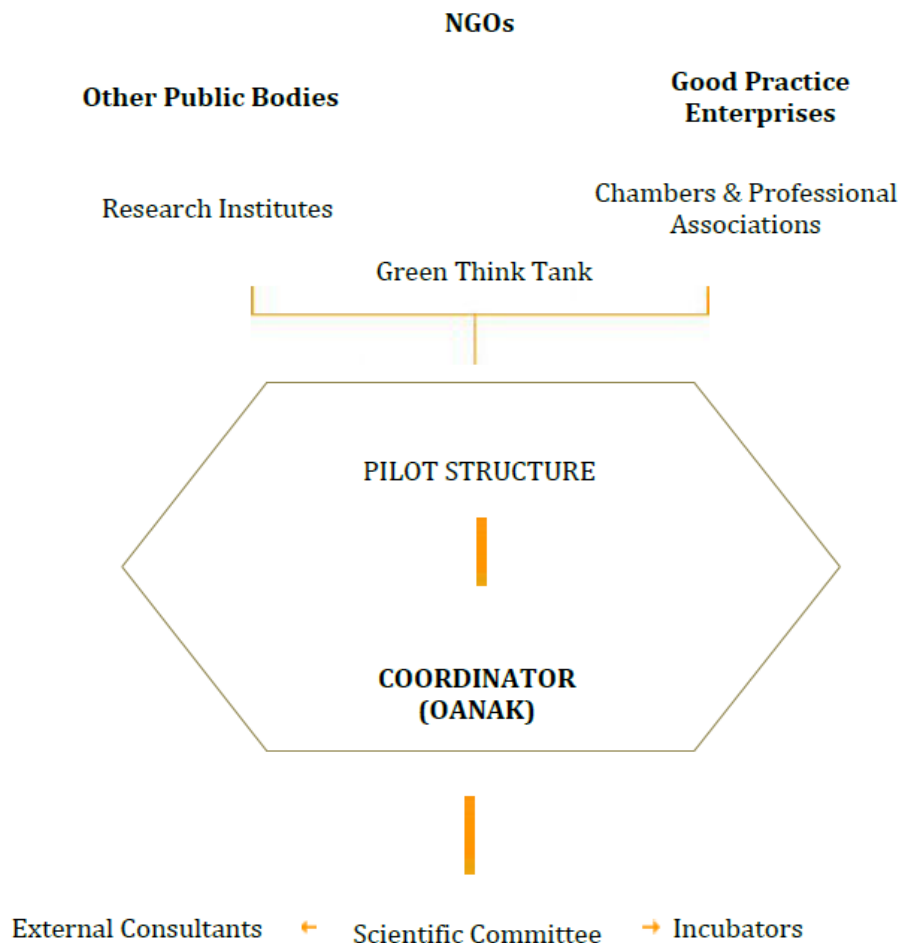 NGOs
Other Public Bodies
Good Practice
Enterprises
Research Institutes
Chambers & Professional
Associations
Green Think Tank
PILOT STRUCTURE
COORDINATOR
(OANAK)
External Consultants
Scientific Committee
Incubators